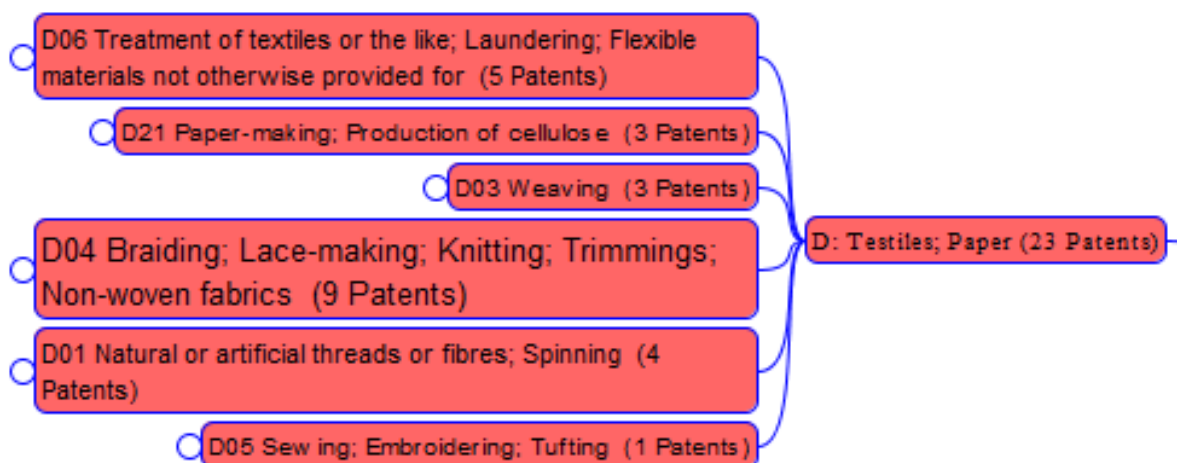 D06 Treatment of textiles or the like; Laundering; Flexible
materials not otherwise provided for (5 Patents)
D21 Paper-making; Production of cellulose (3 Patents)
D03 Weaving (3 Patents)
D04 Braiding; Lace-making; Knitting; Trimmings;
Non-woven fabrics (9 Patents)
D: Testiles; Paper (23 Patents)
D01 Natural or artificial threads or fibres; Spinning (4
Patents)
D05 Sewing; Embroidering; Tufting (1 Patents)